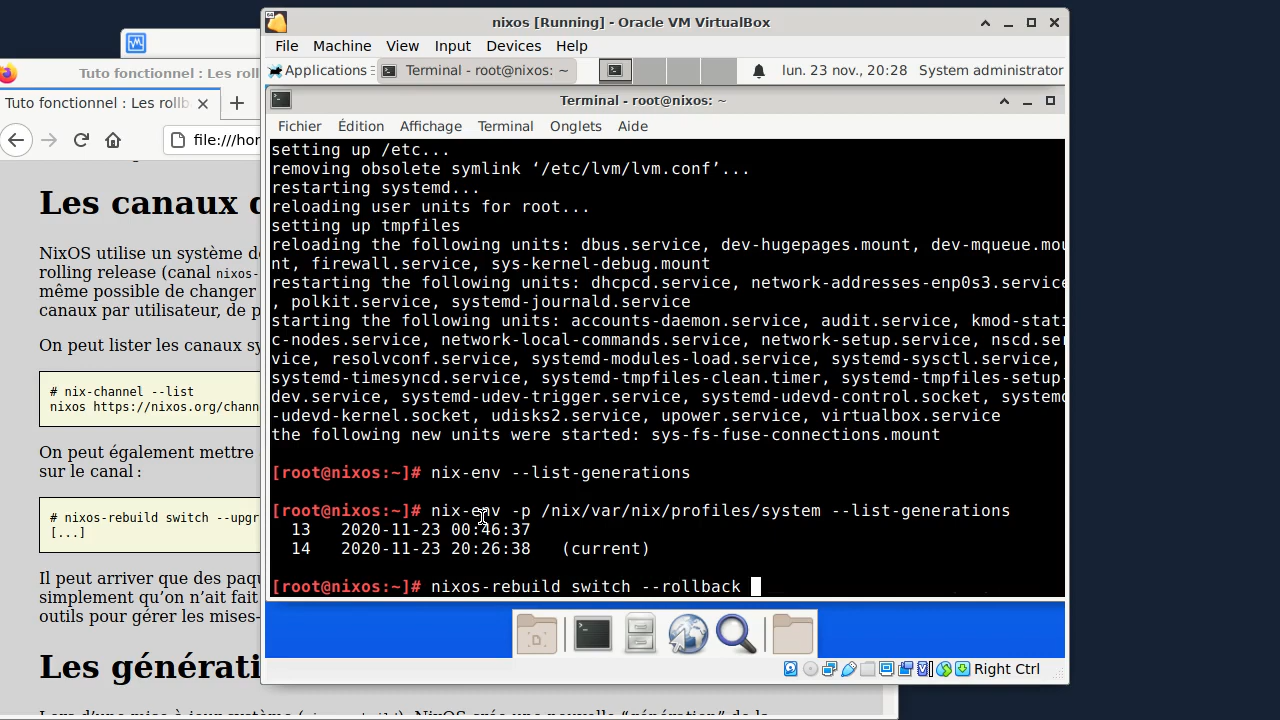 nixos [Running] - Oracle VM VirtualBox
File Machine View Input Devices Help
Applications Terminal - root@nixos: ~ lun. 23 nov., 20:28 System administrator
Terminal - root@nixos: ~
Fichier Édition Affichage Terminal Onglets Aide
setting up /etc...
removing obsolete symlink ‘/etc/lvm/lvm.conf’...
restarting systemd...
reloading user units for root...
setting up tmpfiles
reloading the following units: dbus.service, dev-hugepages.mount, dev-mqueue.mou
nt, firewall.service, sys-kernel-debug.mount
restarting the following units: dhcpcd.service, network-addresses-enp0s3.service
, polkit.service, systemd-journald.service
starting the following units: accounts-daemon.service, audit.service, kmod-stati
c-nodes.service, network-local-commands.service, network-setup.service, nscd.ser
vice, resolvconf.service, systemd-modules-load.service, systemd-sysctl.service,
systemd-timesyncd.service, systemd-tmpfiles-clean.timer, systemd-tmpfiles-setup-
dev.service, systemd-udev-trigger.service, systemd-udevd-control.socket, systemd
-udevd-kernel.socket, udisks2.service, upower.service, virtualbox.service
the following new units were started: sys-fs-fuse-connections.mount
[root@nixos:~]# nix-env --list-generations
[root@nixos:~]# nix-env -p /nix/var/nix/profiles/system --list-generations
13 2020-11-23 00:46:37
14 2020-11-23 20:26:38 (current)
[root@nixos:~]# nixos-rebuild switch --rollback
Right Ctrl
Tuto fonctionnel : Les roll
Tuto fonctionnel : Les rollb
file:///hor
Les canaux d
NixOS utilise un système de
rolling release (canal nixos-
même possible de changer
canaux par utilisateur, de p
On peut lister les canaux sy
# nix-channel --list
nixos https://nixos.org/chann
On peut également mettre
sur le canal :
# nixos-rebuild switch --upgr
[...]
Il peut arriver que des paqu
simplement qu’on n’ait fait
outils pour gérer les mises-
Les générati